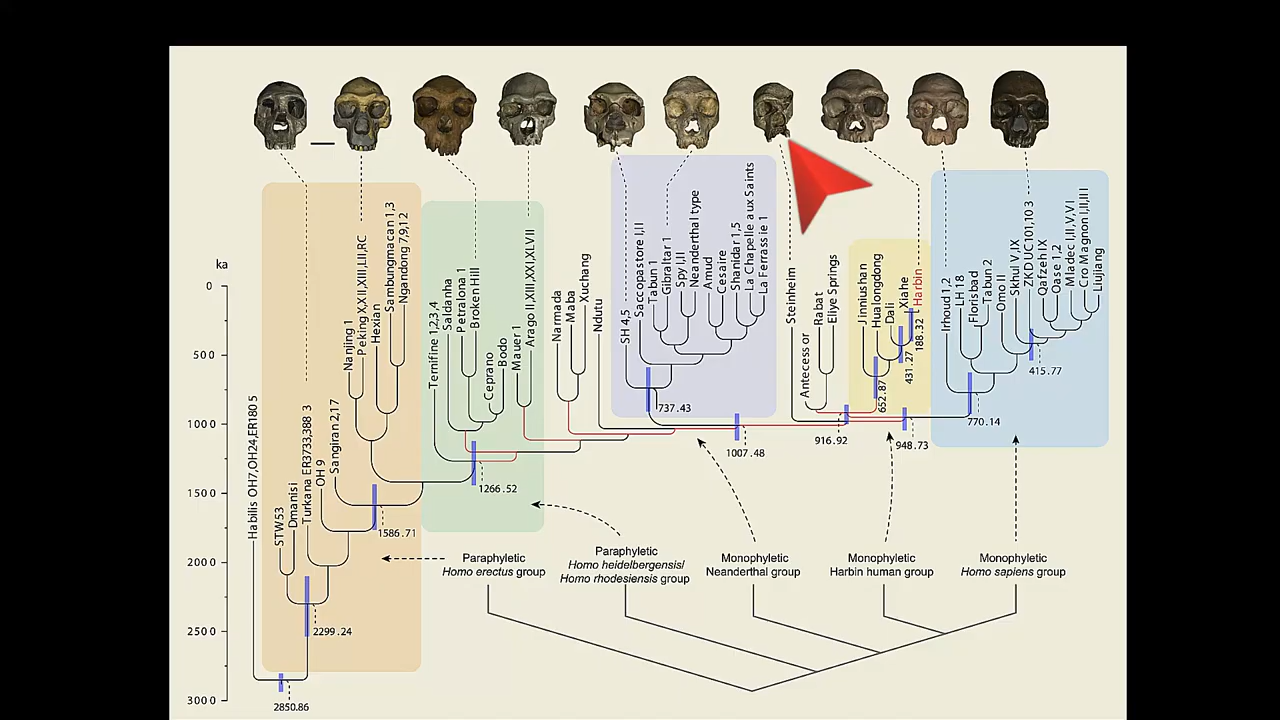 ka
0
500
1000
1500
2000
2500
3000
Habilis OH7,OH24,ER1805
STW53
Dmanisi
Turkana ER3733,3883
OH 9
Sangiran 2,17
Nanjing 1
Peking X,XI,XII,LII,RC
Hexian
Sambungmacan 1,3
Ngandong 7,9,12
Ternifine 1,2,3,4
Saldanha
Petralona 1
Broken Hill
Ceprano
Bodo
Mauer 1
Arago II,XIII,XXI,XLVII
Narmada
Maba
Xuchang
Ndutu
SH 4,5
Saccopastore I,II
Tabun 1
Gibraltar 1
Spy I,II
Neanderthal type
Amud
Cesaire
Shanidar 1,5
La Chapelle aux Saints
La Ferrassie 1
Steinheim
Antecessor
Rabat
Eliye Springs
Jinniushan
Hualongdong
Dali
Xiahe
Harbin
Irhoud 1,2
LH 18
Florisbad
Tabun 2
Omo II
Skhul V,IX
ZKD UC101,103
Qafzeh IX
Oase 1,2
Mladec I,II,V,VI
Cro Magnon I,II,III
Liujiang
188.32
431.27
652.87
415.77
737.43
770.14
916.92
948.73
1007.48
1266.52
1586.71
2299.24
2850.86
Paraphyletic
Homo erectus group
Paraphyletic
Homo heidelbergensis/
Homo rhodesiensis group
Monophyletic
Neanderthal group
Monophyletic
Harbin human group
Monophyletic
Homo sapiens group